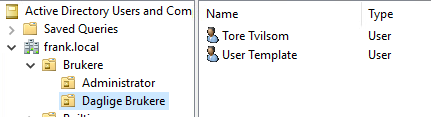 Active Directory Users and Com
Saved Queries
frank.local
Brukere
Administrator
Daglige Brukere
Name Type
Tore Tvilsom User
User Template User